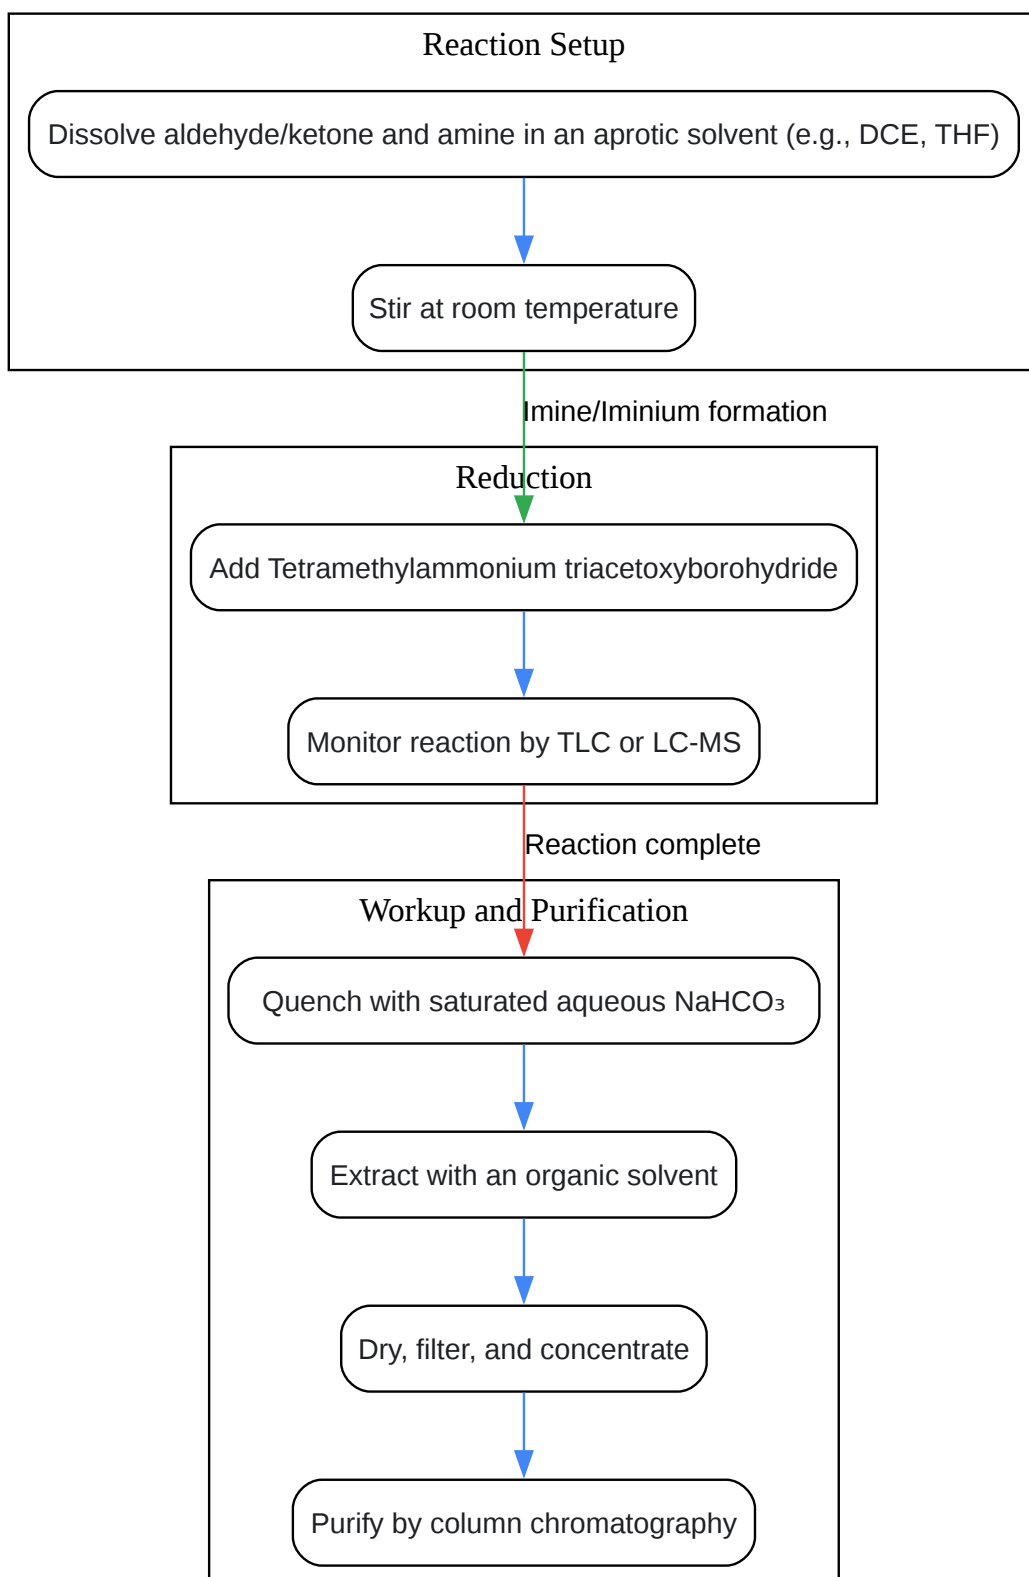 Reaction Setup
Dissolve aldehyde/ketone and amine in an aprotic solvent (e.g., DCE, THF)
Stir at room temperature
Imine/Iminium formation
Reduction
Add Tetramethylammonium triacetoxyborohydride
Monitor reaction by TLC or LC-MS
Reaction complete
Workup and Purification
Quench with saturated aqueous NaHCO₃
Extract with an organic solvent
Dry, filter, and concentrate
Purify by column chromatography